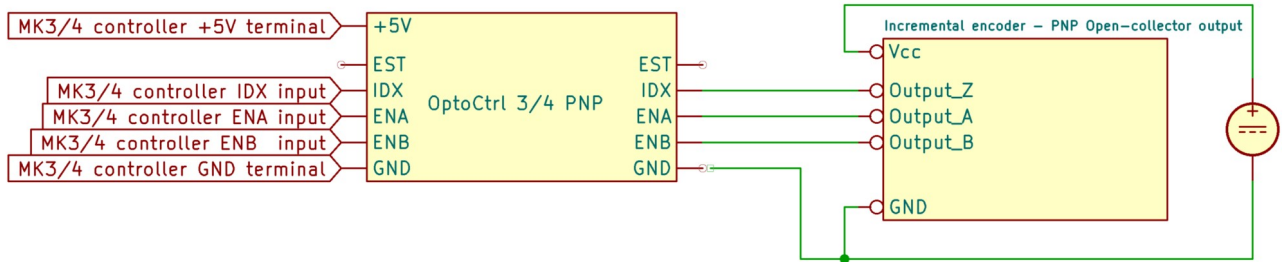 MK3/4 controller +5V terminal
MK3/4 controller IDX input
MK3/4 controller ENA input
MK3/4 controller ENB input
MK3/4 controller GND terminal
+5V
EST
IDX
ENA
ENB
GND
OptoCtrl 3/4 PNP
EST
IDX
ENA
ENB
GND
Incremental encoder – PNP Open-collector output
Vcc
Output_Z
Output_A
Output_B
GND
+